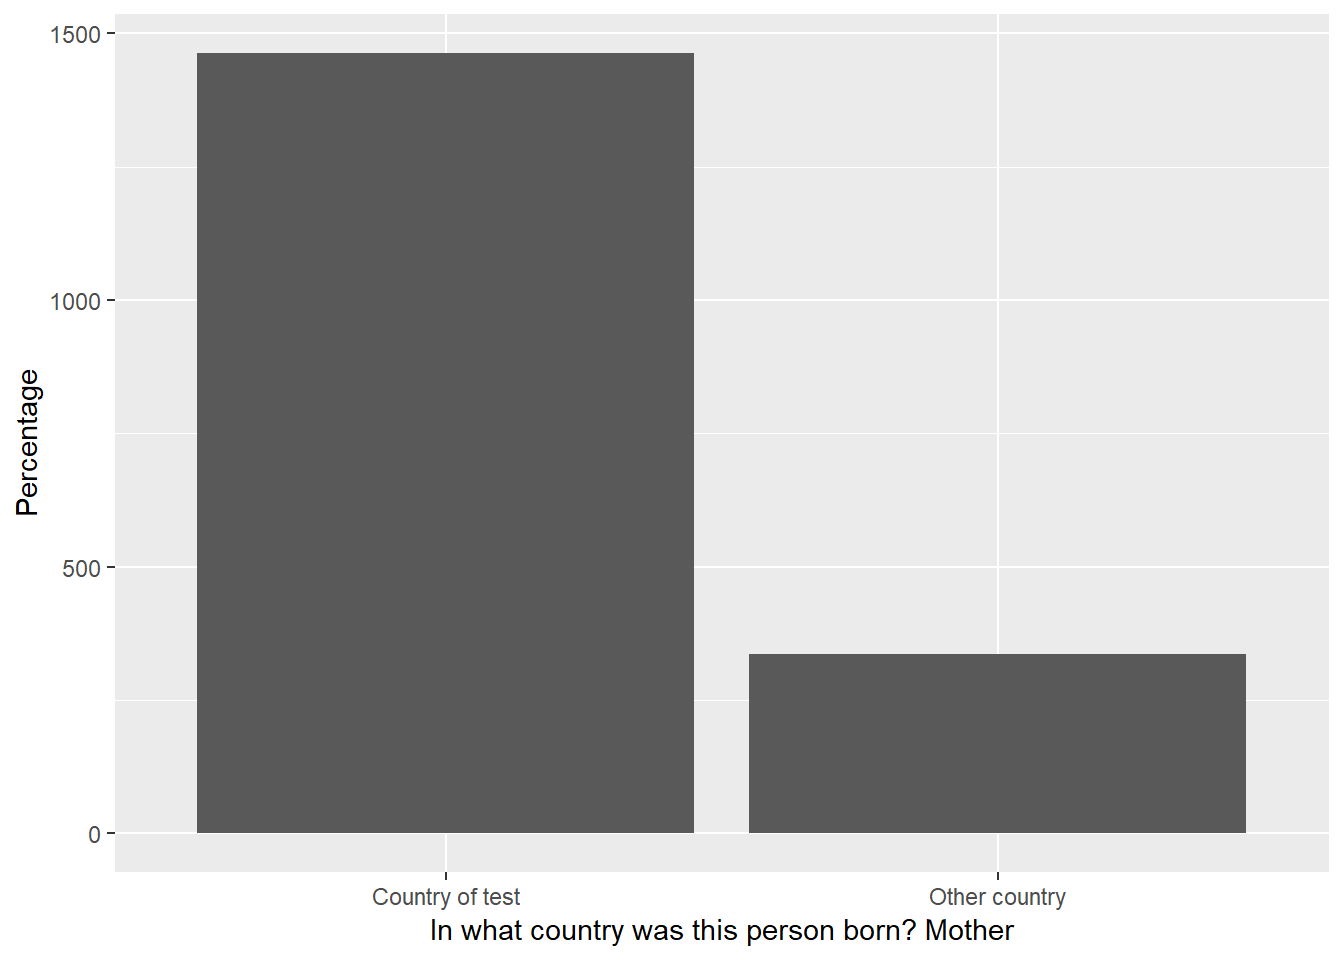 1500
1000
500
0
Percentage
Country of test
Other country
In what country was this person born? Mother